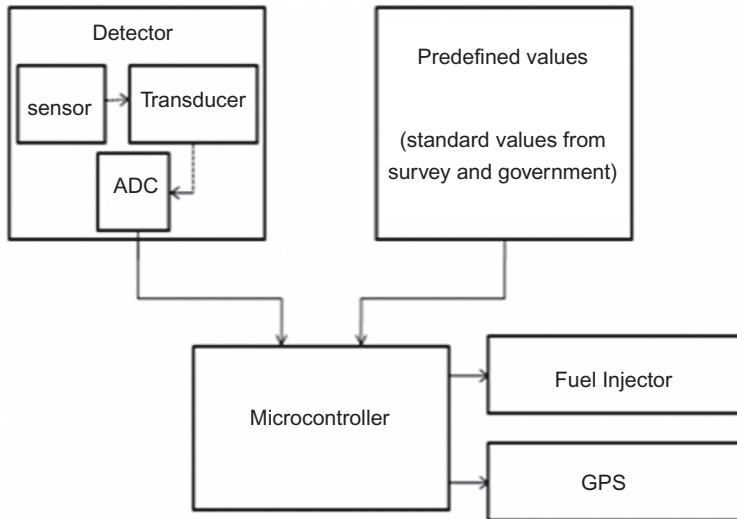 Detector
sensor
Transducer
ADC
Predefined values
(standard values from
survey and government)
Microcontroller
Fuel Injector
GPS